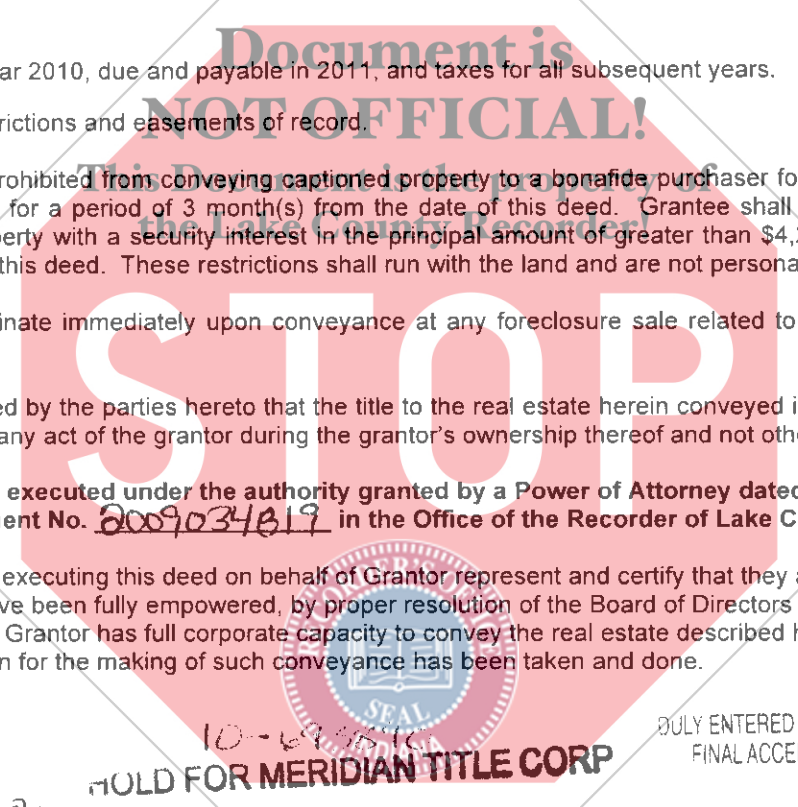 Document is
ar 2010, due and payable in 2011, and taxes for all subsequent years.
NOT OFFICIAL!
rictions and easements of record.
This Document is the property of
rohibited from conveying captioned property to a bonafide purchaser fo
for a period of 3 month(s) from the date of this deed. Grantee shall
the Lake County Recorder!
perty with a security interest in the principal amount of greater than $4,
this deed. These restrictions shall run with the land and are not persona
STOP
inate immediately upon conveyance at any foreclosure sale related to
ed by the parties hereto that the title to the real estate herein conveyed i
any act of the grantor during the grantor's ownership thereof and not oth
executed under the authority granted by a Power of Attorney dated
ent No. 2009034819 in the Office of the Recorder of Lake C
executing this deed on behalf of Grantor represent and certify that they a
ve been fully empowered, by proper resolution of the Board of Directors
Grantor has full corporate capacity to convey the real estate described h
n for the making of such conveyance has been taken and done.
RECORDER'S OFFICE
SEAL
INDIANA
DULY ENTERED
FINAL ACCE
HOLD FOR MERIDIAN TITLE CORP